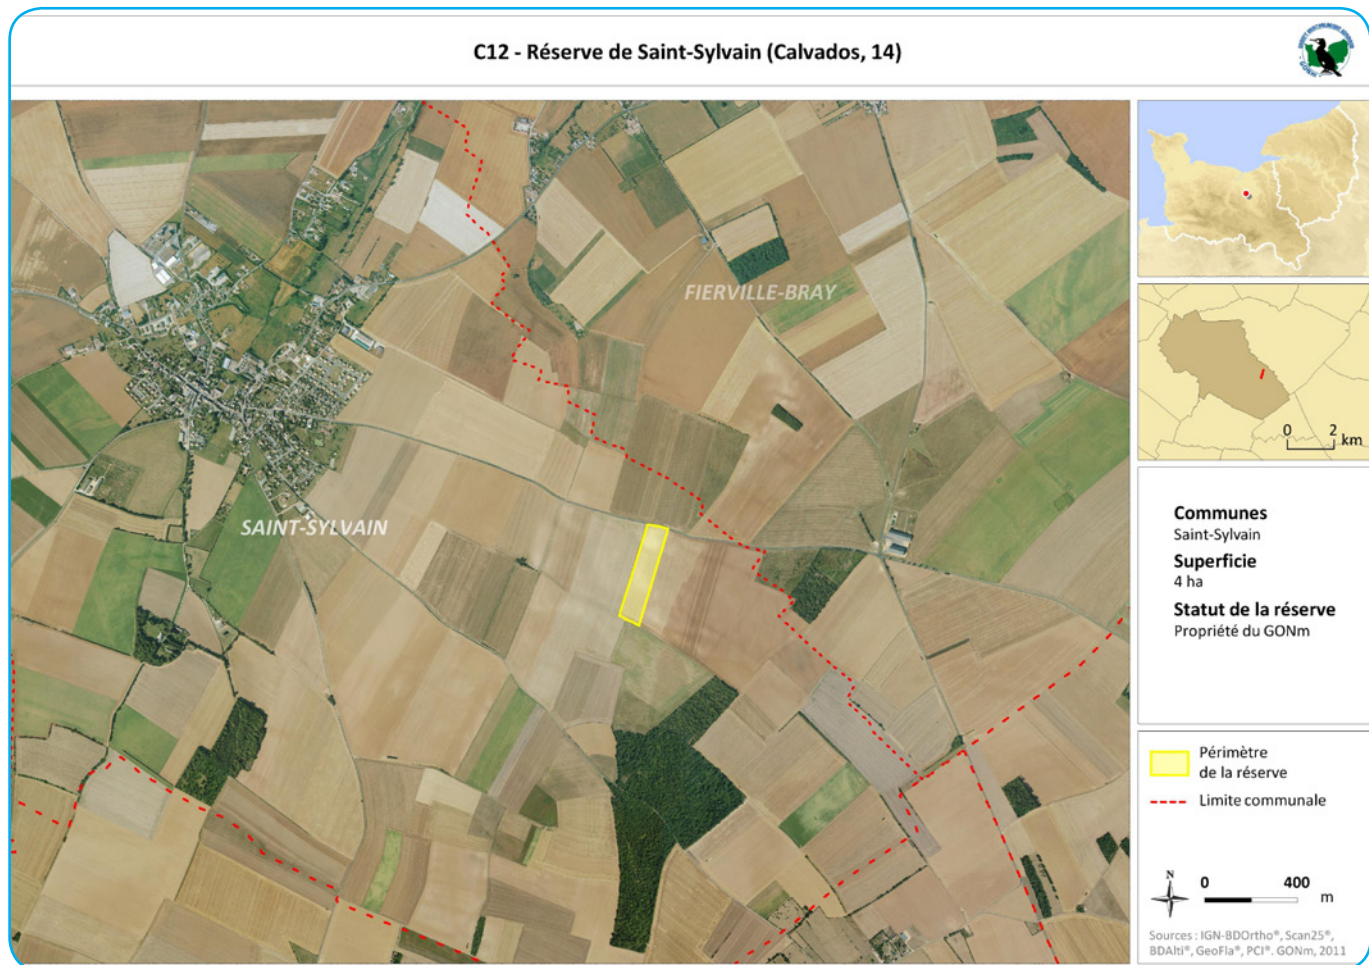 C12 - Réserve de Saint-Sylvain (Calvados, 14)
GONm
FIERVILLE-BRAY
SAINT-SYLVAIN
0 2
km
Communes
Saint-Sylvain
Superficie
4 ha
Statut de la réserve
Propriété du GONm
Périmètre
de la réserve
Limite communale
N
0 400
m
Sources : IGN-BDOrtho®, Scan25®,
BDAlti®, GeoFla®, PCI®. GONm, 2011